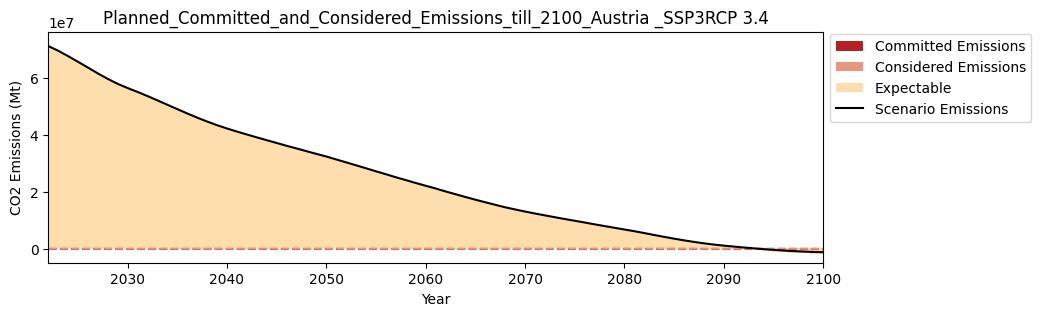 Planned_Committed_and_Considered_Emissions_till_2100_Austria _SSP3RCP 3.4
1e7
CO2 Emissions (Mt)
6
4
2
0
2030 2040 2050 2060 2070 2080 2090 2100
Year
Committed Emissions
Considered Emissions
Expectable
Scenario Emissions